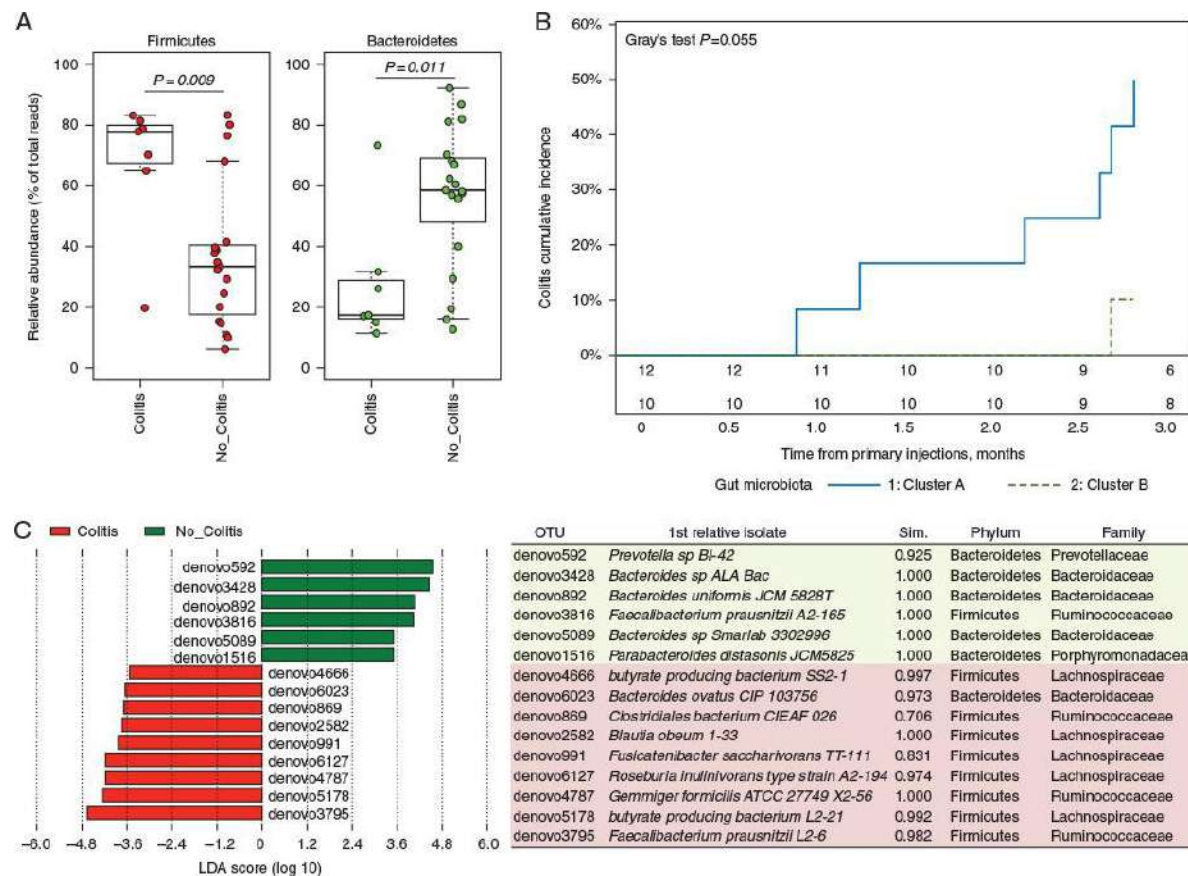 A
Firmicutes
Bacteroidetes
Relative abundance (% of total reads)
100
80
60
40
20
0
P = 0.009
Colitis
No_Colitis
100
80
60
40
20
0
P = 0.011
Colitis
No_Colitis
B
Gray's test P=0.055
Colitis cumulative incidence
60%
50%
40%
30%
20%
10%
0%
12 12 11 10 10 9 6
10 10 10 10 10 9 8
0 0.5 1.0 1.5 2.0 2.5 3.0
Time from primary injections, months
Gut microbiota 1: Cluster A 2: Cluster B
C
Colitis No_Colitis
denovo592
denovo3428
denovo892
denovo3816
denovo5089
denovo1516
denovo4666
denovo6023
denovo869
denovo2582
denovo991
denovo6127
denovo4787
denovo5178
denovo3795
–6.0 –4.8 –3.6 –2.4 –1.2 0 1.2 2.4 3.6 4.8 6.0
LDA score (log 10)
OTU 1st relative isolate Sim. Phylum Family
denovo592 Prevotella sp BI-42 0.925 Bacteroidetes Prevotellaceae
denovo3428 Bacteroides sp ALA Bac 1.000 Bacteroidetes Bacteroidaceae
denovo892 Bacteroides uniformis JCM 5828T 1.000 Bacteroidetes Bacteroidaceae
denovo3816 Faecalibacterium prausnitzii A2-165 1.000 Firmicutes Ruminococcaceae
denovo5089 Bacteroides sp Smarlab 3302996 1.000 Bacteroidetes Bacteroidaceae
denovo1516 Parabacteroides distasonis JCM5825 1.000 Bacteroidetes Porphyromonadaceae
denovo4666 butyrate producing bacterium SS2-1 0.997 Firmicutes Lachnospiraceae
denovo6023 Bacteroides ovatus CIP 103756 0.973 Bacteroidetes Bacteroidaceae
denovo869 Clostridiales bacterium CIEAF 026 0.706 Firmicutes Ruminococcaceae
denovo2582 Blautia obeum 1-33 1.000 Firmicutes Lachnospiraceae
denovo991 Fusicatenibacter saccharivorans TT-111 0.831 Firmicutes Lachnospiraceae
denovo6127 Roseburia inulinivorans type strain A2-194 0.974 Firmicutes Lachnospiraceae
denovo4787 Gemmiger formicilis ATCC 27749 X2-56 1.000 Firmicutes Ruminococcaceae
denovo5178 butyrate producing bacterium L2-21 0.992 Firmicutes Lachnospiraceae
denovo3795 Faecalibacterium prausnitzii L2-6 0.982 Firmicutes Ruminococcaceae